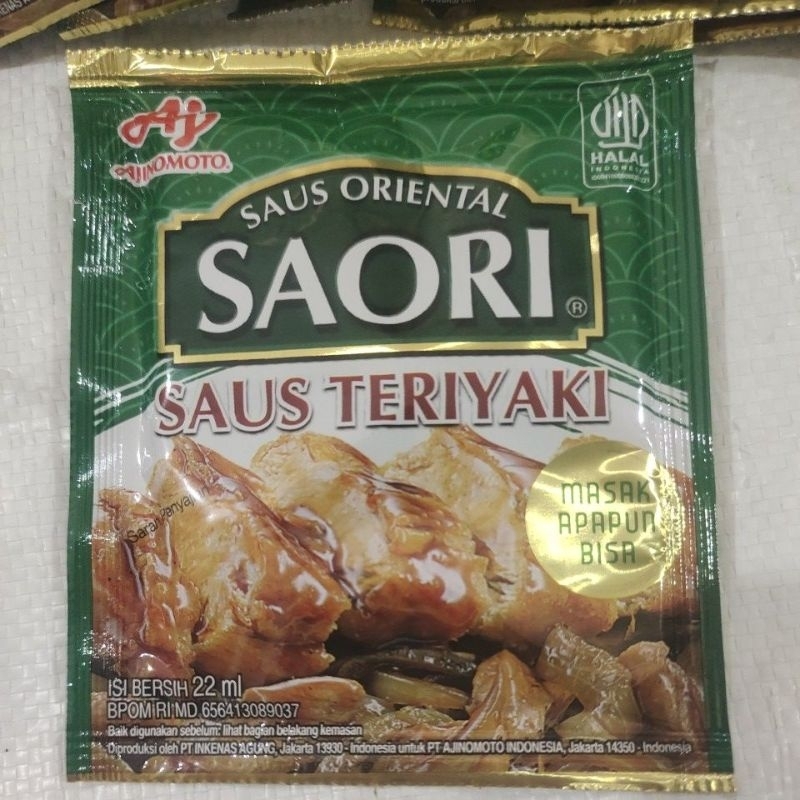 Aj
AJINOMOTO.
HALAL
INDONESIA
SAUS ORIENTAL
SAORI®
SAUS TERIYAKI
MASAK
APAPUN
BISA
Saran Penyajian
ISI BERSIH 22 ml
BPOM RI MD 656413089037
Baik digunakan sebelum: lihat bagian belakang kemasan
Diproduksi oleh PT INKENAS AGUNG, Jakarta 13930 - Indonesia untuk PT AJINOMOTO INDONESIA, Jakarta 14350 - Indonesia